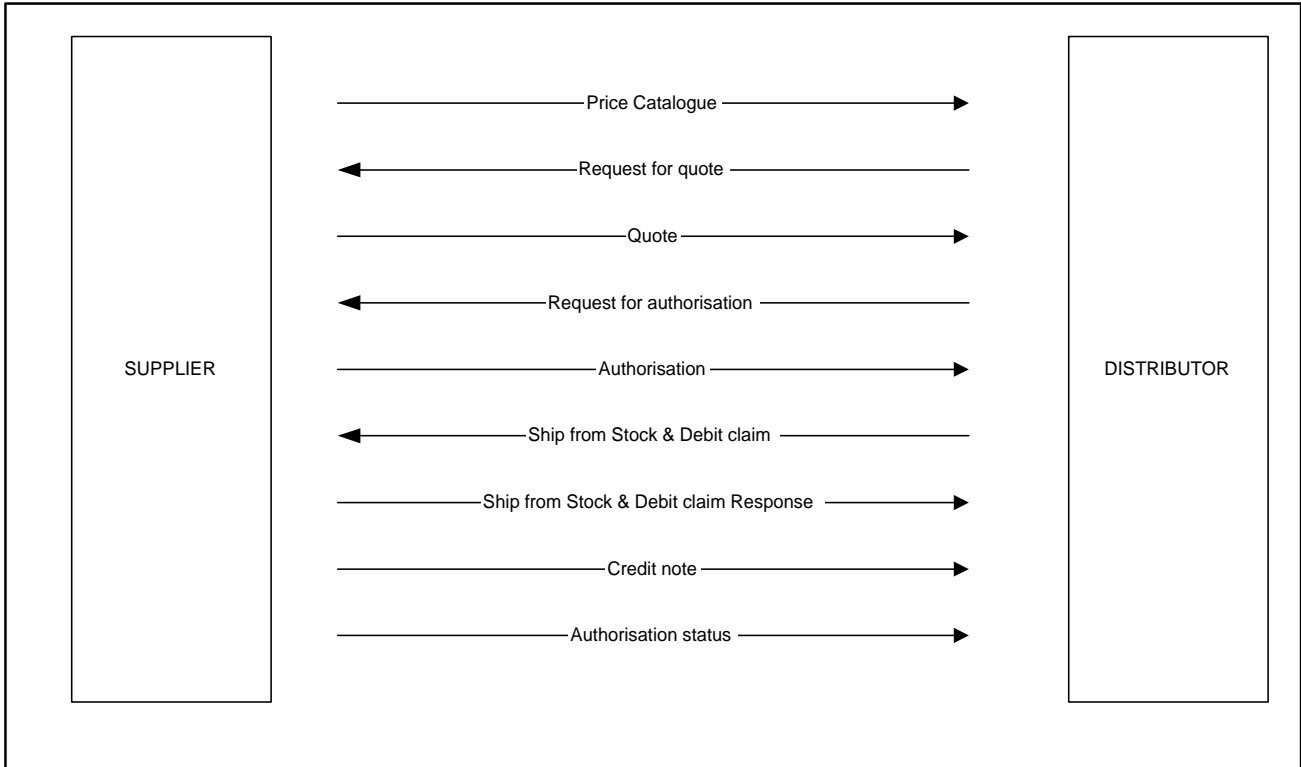 Price Catalogue
Request for quote
Quote
Request for authorisation
SUPPLIER
Authorisation
DISTRIBUTOR
Ship from Stock & Debit claim
Ship from Stock & Debit claim Response
Credit note
Authorisation status